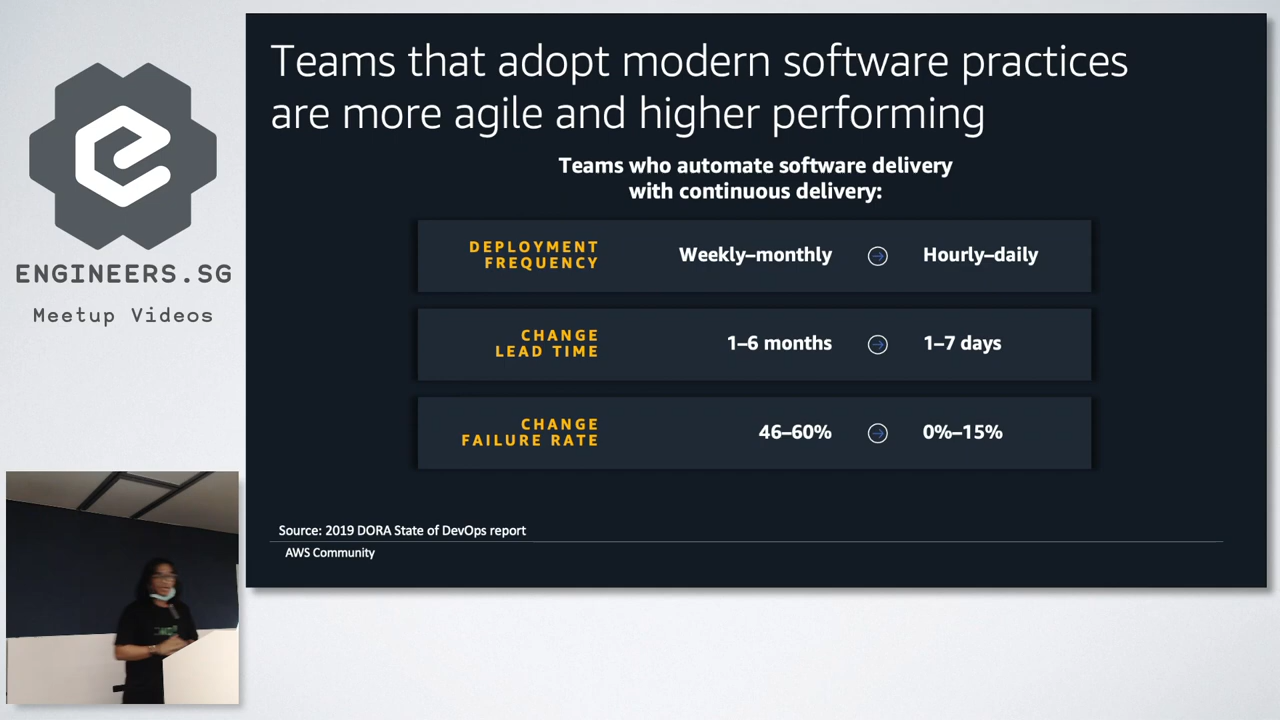 ENGINEERS.SG
Meetup Videos
Teams that adopt modern software practices
are more agile and higher performing
Teams who automate software delivery
with continuous delivery:
DEPLOYMENT
FREQUENCY
Weekly–monthly
Hourly–daily
CHANGE
LEAD TIME
1–6 months
1–7 days
CHANGE
FAILURE RATE
46–60%
0%–15%
Source: 2019 DORA State of DevOps report
AWS Community